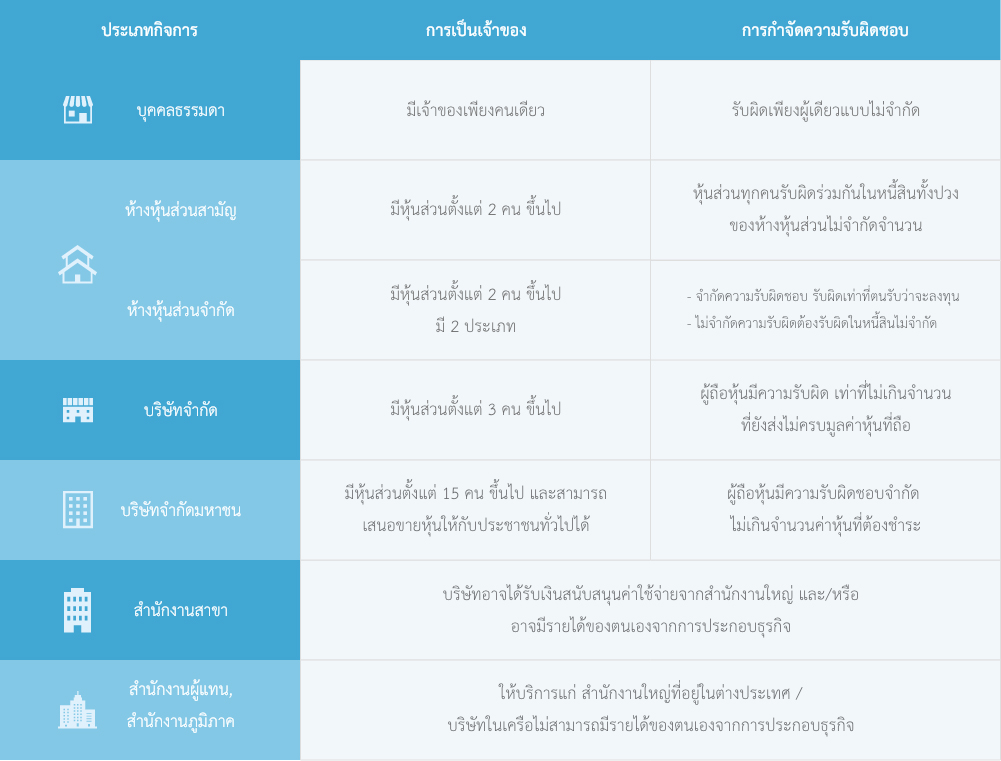 ประเภทกิจการ
การเป็นเจ้าของ
การกำจัดความรับผิดชอบ
บุคคลธรรมดา
มีเจ้าของเพียงคนเดียว
รับผิดเพียงผู้เดียวแบบไม่จำกัด
ห้างหุ้นส่วนสามัญ
มีหุ้นส่วนตั้งแต่ 2 คน ขึ้นไป
หุ้นส่วนทุกคนรับผิดร่วมกันในหนี้สินทั้งปวง
ของห้างหุ้นส่วนไม่จำกัดจำนวน
ห้างหุ้นส่วนจำกัด
มีหุ้นส่วนตั้งแต่ 2 คน ขึ้นไป
มี 2 ประเภท
- จำกัดความรับผิดชอบ รับผิดเท่าที่ตนรับว่าจะลงทุน
- ไม่จำกัดความรับผิดต้องรับผิดในหนี้สินไม่จำกัด
บริษัทจำกัด
มีหุ้นส่วนตั้งแต่ 3 คน ขึ้นไป
ผู้ถือหุ้นมีความรับผิด เท่าที่ไม่เกินจำนวน
ที่ยังส่งไม่ครบมูลค่าหุ้นที่ถือ
บริษัทจำกัดมหาชน
มีหุ้นส่วนตั้งแต่ 15 คน ขึ้นไป และสามารถ
เสนอขายหุ้นให้กับประชาชนทั่วไปได้
ผู้ถือหุ้นมีความรับผิดชอบจำกัด
ไม่เกินจำนวนค่าหุ้นที่ต้องชำระ
สำนักงานสาขา
บริษัทอาจได้รับเงินสนับสนุนค่าใช้จ่ายจากสำนักงานใหญ่ และ/หรือ
อาจมีรายได้ของตนเองจากการประกอบธุรกิจ
สำนักงานผู้แทน,
สำนักงานภูมิภาค
ให้บริการแก่ สำนักงานใหญ่ที่อยู่ในต่างประเทศ /
บริษัทในเครือไม่สามารถมีรายได้ของตนเองจากการประกอบธุรกิจ